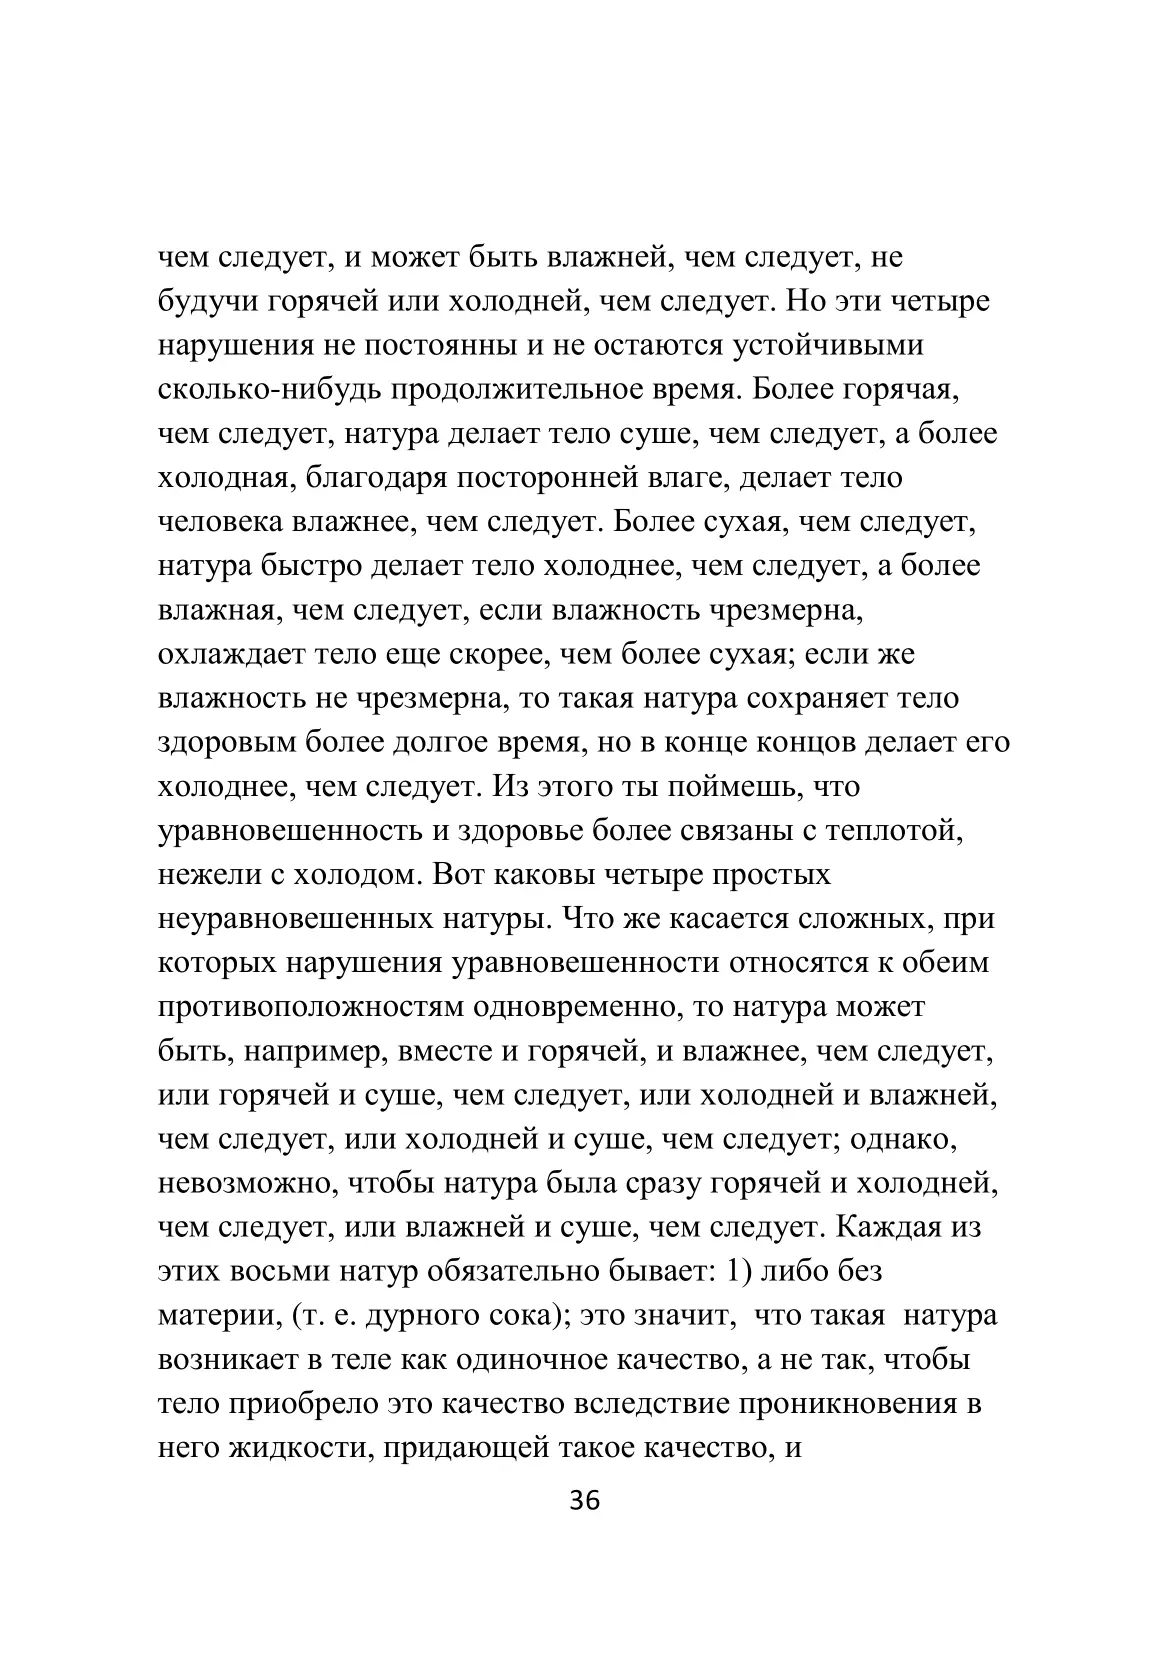 чем следует, и может быть влажней, чем следует, не
будучи горячей или холодней, чем следует. Но эти четыре
нарушения не постоянны и не остаются устойчивыми
сколько-нибудь продолжительное время. Более горячая,
чем следует, натура делает тело суше, чем следует, а более
холодная, благодаря посторонней влаге, делает тело
человека влажнее, чем следует. Более сухая, чем следует,
натура быстро делает тело холоднее, чем следует, а более
влажная, чем следует, если влажность чрезмерна,
охлаждает тело еще скорее, чем более сухая; если же
влажность не чрезмерна, то такая натура сохраняет тело
здоровым более долгое время, но в конце концов делает его
холоднее, чем следует. Из этого ты поймешь, что
уравновешенность и здоровье более связаны с теплотой,
нежели с холодом. Вот каковы четыре простых
неуравновешенных натуры. Что же касается сложных, при
которых нарушения уравновешенности относятся к обеим
противоположностям одновременно, то натура может
быть, например, вместе и горячей, и влажнее, чем следует,
или горячей и суше, чем следует, или холодней и влажней,
чем следует, или холодней и суше, чем следует; однако,
невозможно, чтобы натура была сразу горячей и холодней,
чем следует, или влажней и суше, чем следует. Каждая из
этих восьми натур обязательно бывает: 1) либо без
материи, (т. е. дурного сока); это значит,  что такая  натура
возникает в теле как одиночное качество, а не так, чтобы
тело приобрело это качество вследствие проникновения в
него жидкости, придающей такое качество, и
36